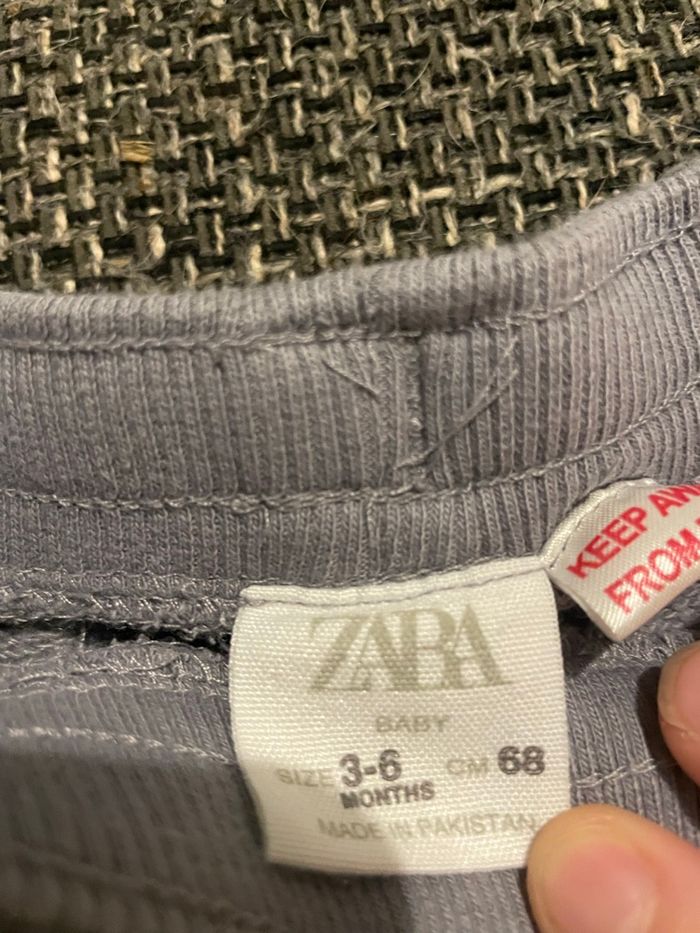 KEEP AW
FROM
ZARA
BABY
SIZE 3-6 CM 68
MONTHS
MADE IN PAKISTAN